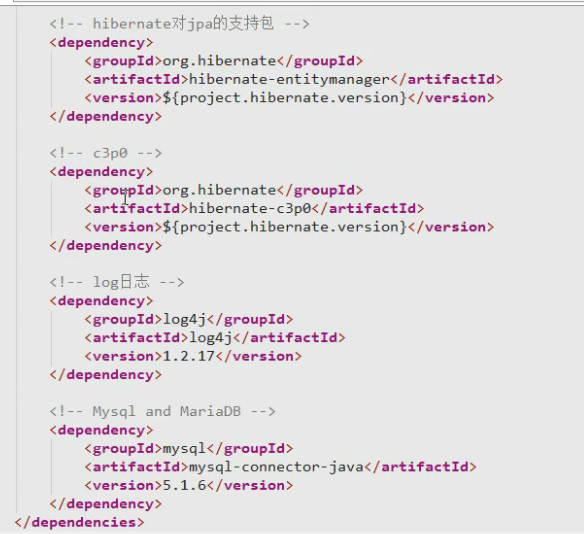 <!-- hibernate对jpa的支持包 -->
<dependency>
<groupId>org.hibernate</groupId>
<artifactId>hibernate-entitymanager</artifactId>
<version>${project.hibernate.version}</version>
</dependency>
<!-- c3p0 -->
<dependency>
<groupId>org.hibernate</groupId>
<artifactId>hibernate-c3p0</artifactId>
<version>${project.hibernate.version}</version>
</dependency>
<!-- log日志 -->
<dependency>
<groupId>log4j</groupId>
<artifactId>log4j</artifactId>
<version>1.2.17</version>
</dependency>
<!-- Mysql and MariaDB -->
<dependency>
<groupId>mysql</groupId>
<artifactId>mysql-connector-java</artifactId>
<version>5.1.6</version>
</dependency>
</dependencies>